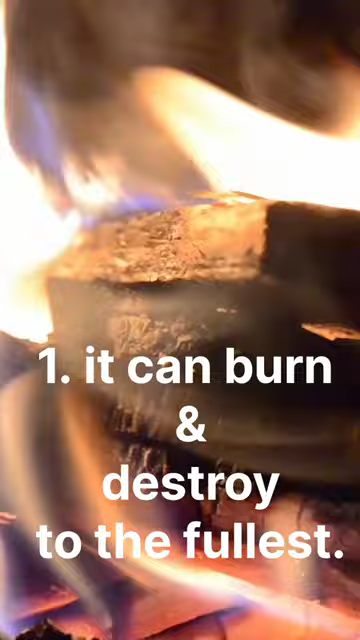 1. it can burn
&
destroy
to the fullest.